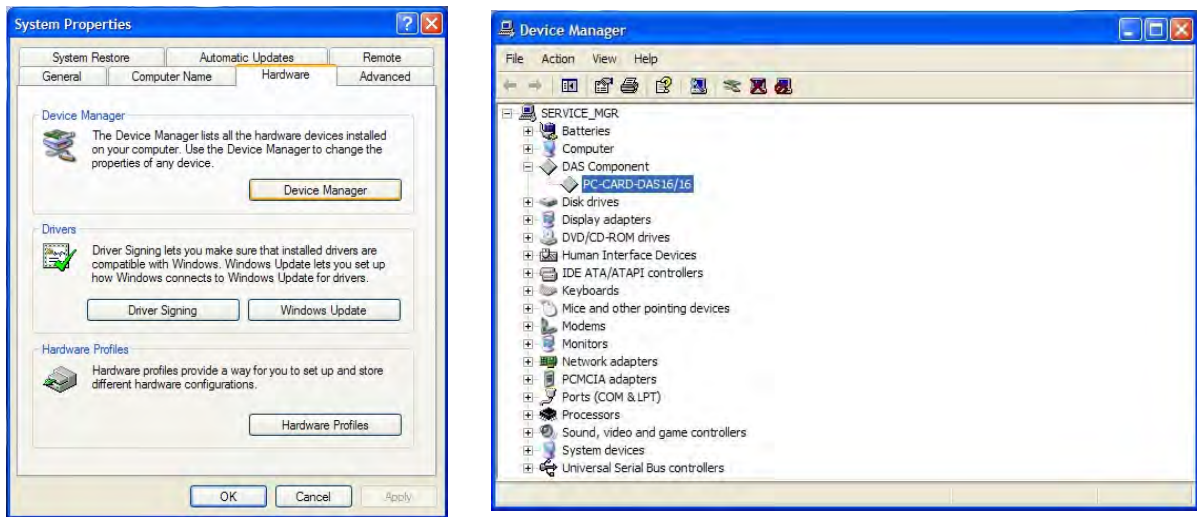 System Properties
System Restore
Automatic Updates
Remote
General
Computer Name
Hardware
Advanced
Device Manager
The Device Manager lists all the hardware devices installed
on your computer. Use the Device Manager to change the
properties of any device.
Device Manager
Drivers
Driver Signing lets you make sure that installed drivers are
compatible with Windows. Windows Update lets you set up
how Windows connects to Windows Update for drivers.
Driver Signing
Windows Update
Hardware Profiles
Hardware profiles provide a way for you to set up and store
different hardware configurations.
Hardware Profiles
OK
Cancel
Apply
Device Manager
File Action View Help
SERVICE_MGR
Batteries
Computer
DAS Component
PC-CARD-DAS16/16
Disk drives
Display adapters
DVD/CD-ROM drives
Human Interface Devices
IDE ATA/ATAPI controllers
Keyboards
Mice and other pointing devices
Modems
Monitors
Network adapters
PCMCIA adapters
Ports (COM & LPT)
Processors
Sound, video and game controllers
System devices
Universal Serial Bus controllers